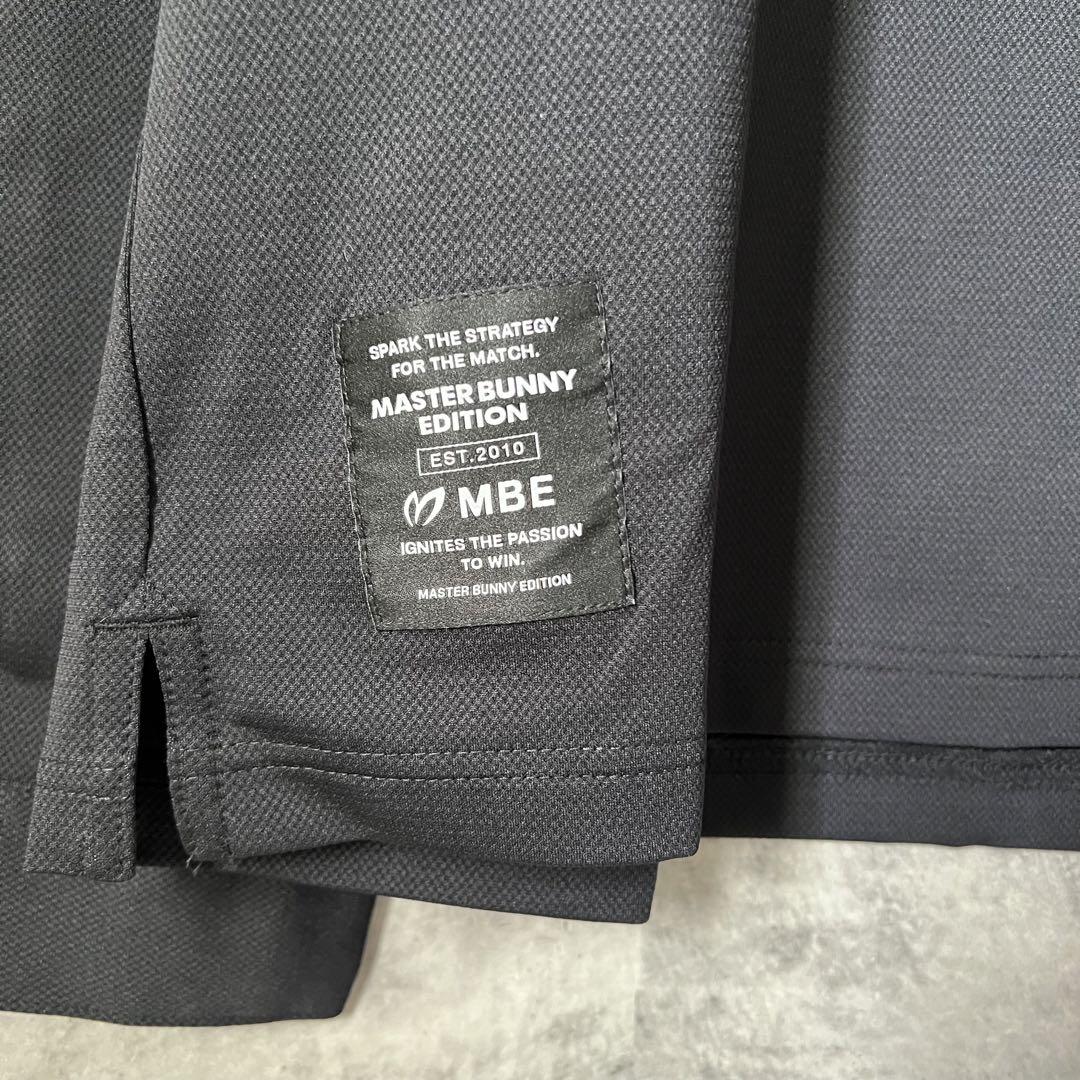 SPARK THE STRATEGY
FOR THE MATCH.
MASTER BUNNY
EDITION
EST.2010
MBE
IGNITES THE PASSION
TO WIN.
MASTER BUNNY EDITION